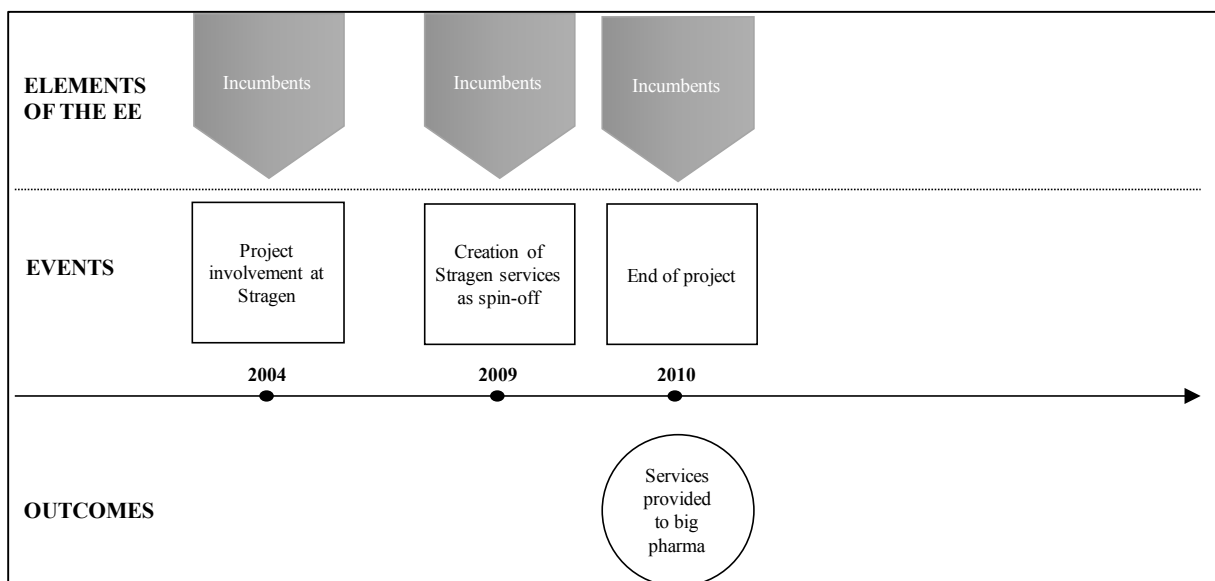 ELEMENTS
OF THE EE
Incumbents
Incumbents
Incumbents
EVENTS
Project
involvement at
Stragen
Creation of
Stragen services
as spin-off
End of project
2004
2009
2010
OUTCOMES
Services
provided
to big
pharma